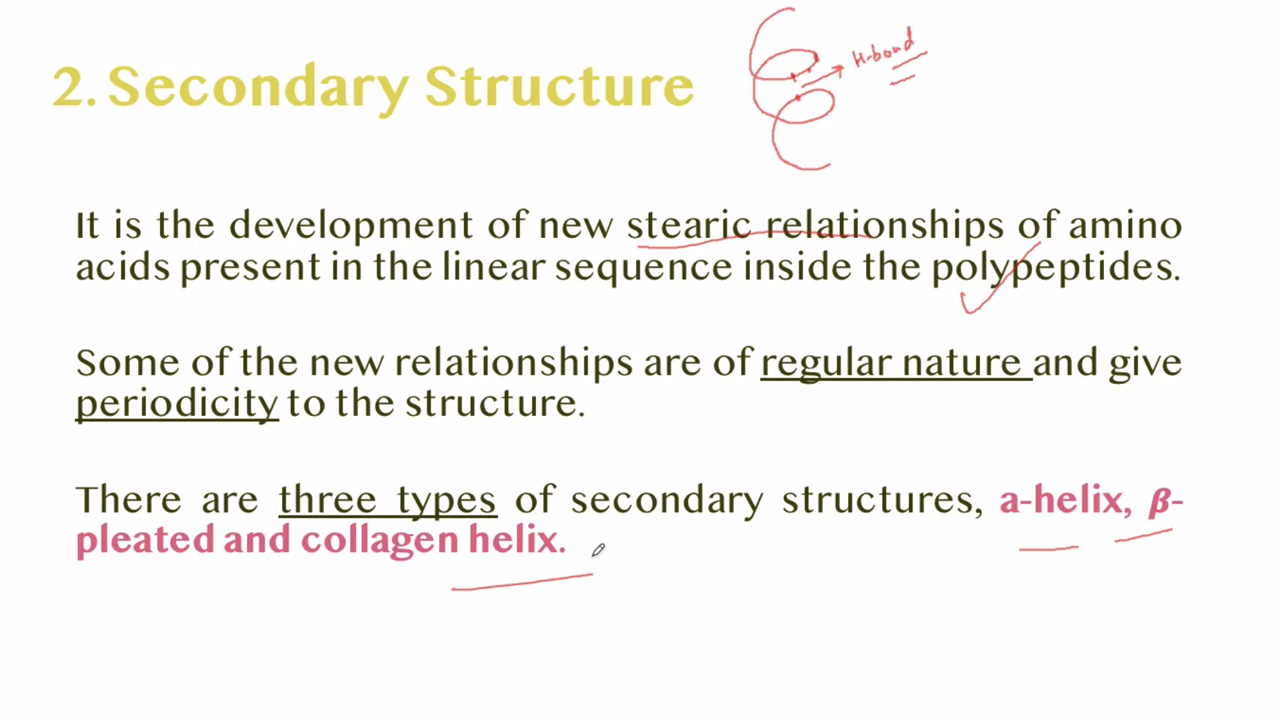 2. Secondary Structure
H-bond
It is the development of new stearic relationships of amino
acids present in the linear sequence inside the polypeptides.
Some of the new relationships are of regular nature and give
periodicity to the structure.
There are three types of secondary structures, a-helix, β-
pleated and collagen helix.